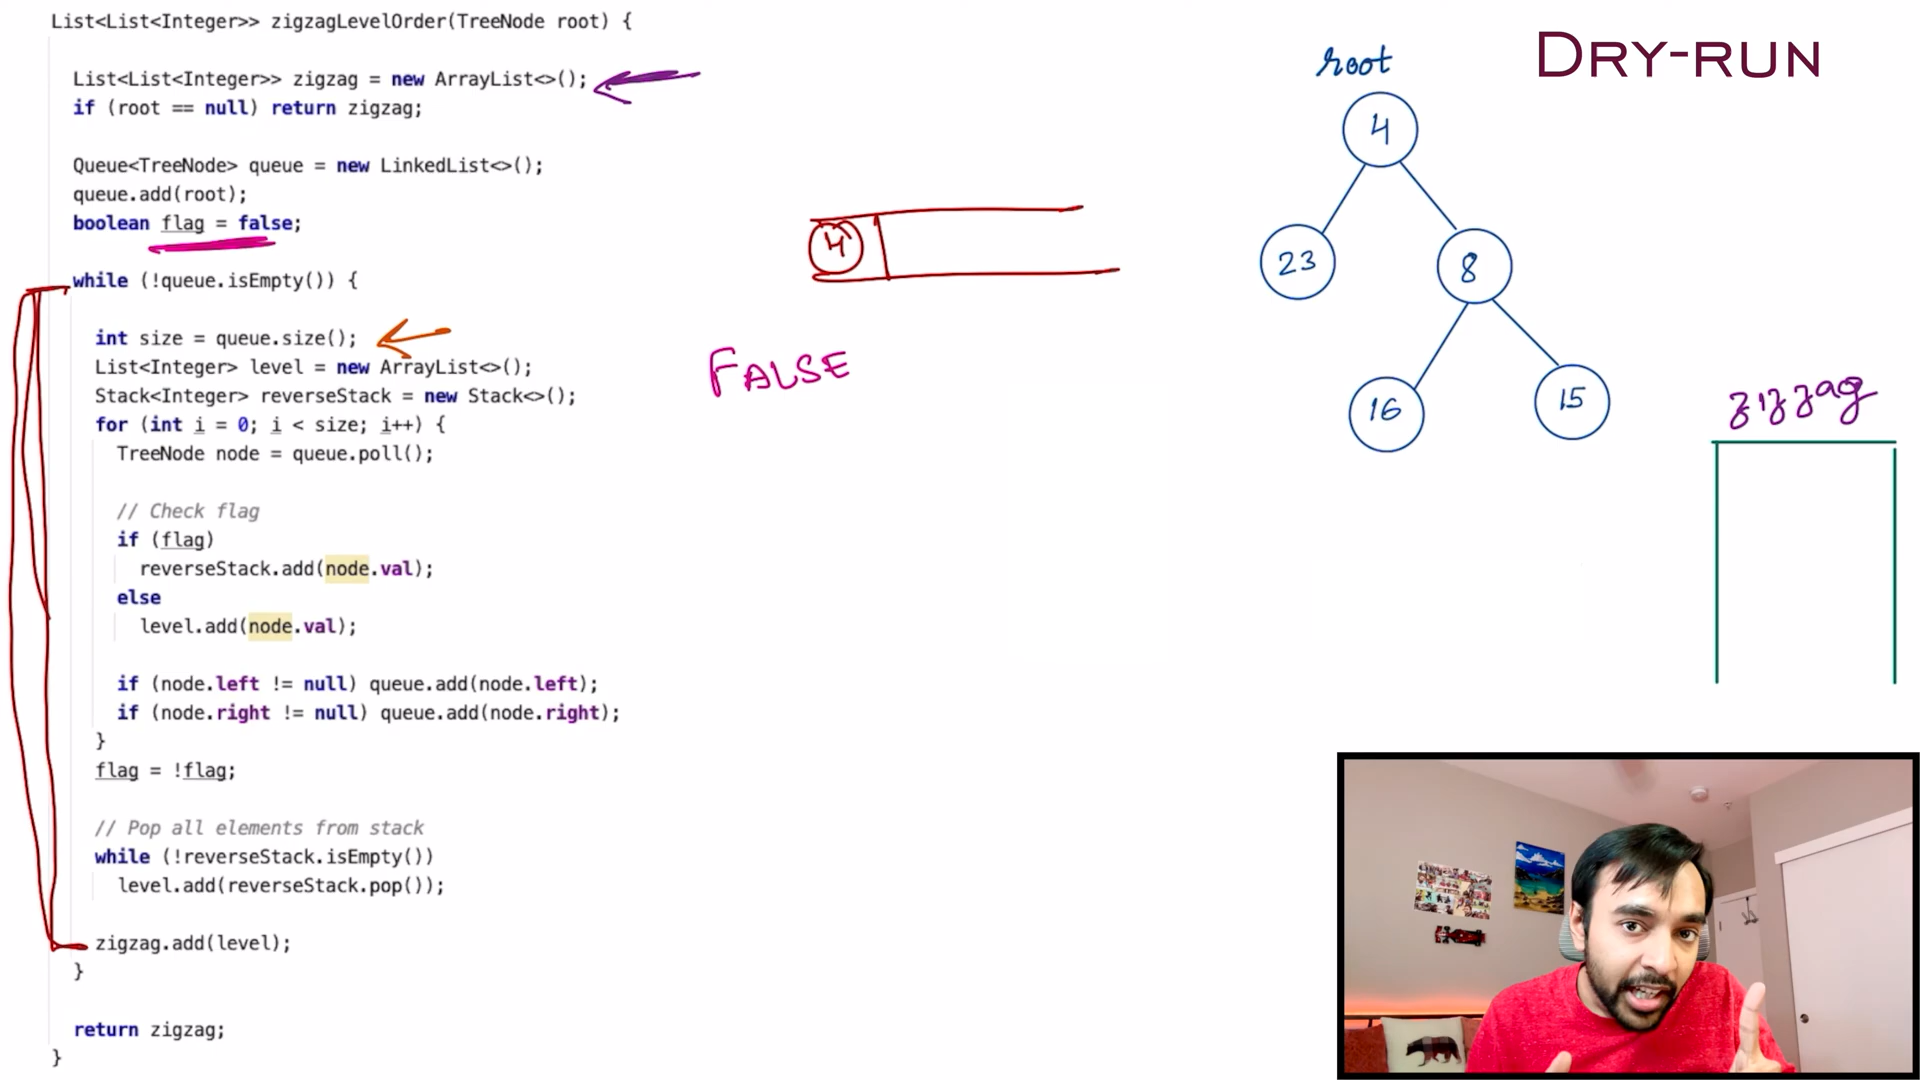 List<List<Integer>> zigzagLevelOrder(TreeNode root) {
List<List<Integer>> zigzag = new ArrayList<>();
if (root == null) return zigzag;
Queue<TreeNode> queue = new LinkedList<>();
queue.add(root);
boolean flag = false;
while (!queue.isEmpty()) {
int size = queue.size();
List<Integer> level = new ArrayList<>();
Stack<Integer> reverseStack = new Stack<>();
for (int i = 0; i < size; i++) {
TreeNode node = queue.poll();
// Check flag
if (flag)
reverseStack.add(node.val);
else
level.add(node.val);
if (node.left != null) queue.add(node.left);
if (node.right != null) queue.add(node.right);
}
flag = !flag;
// Pop all elements from stack
while (!reverseStack.isEmpty())
level.add(reverseStack.pop());
zigzag.add(level);
}
return zigzag;
}
4
FALSE
DRY-RUN
root
4
23
8
16
15
zizzag